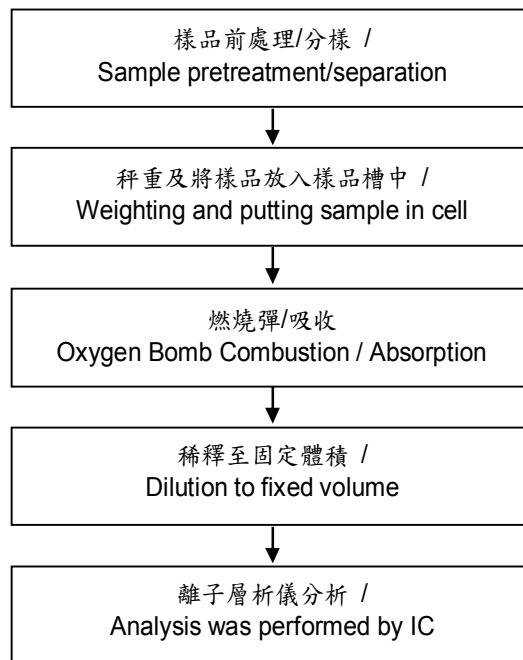 樣品前處理/分樣 /
Sample pretreatment/separation
秤重及將樣品放入樣品槽中 /
Weighting and putting sample in cell
燃燒彈/吸收
Oxygen Bomb Combustion / Absorption
稀釋至固定體積 /
Dilution to fixed volume
離子層析儀分析 /
Analysis was performed by IC